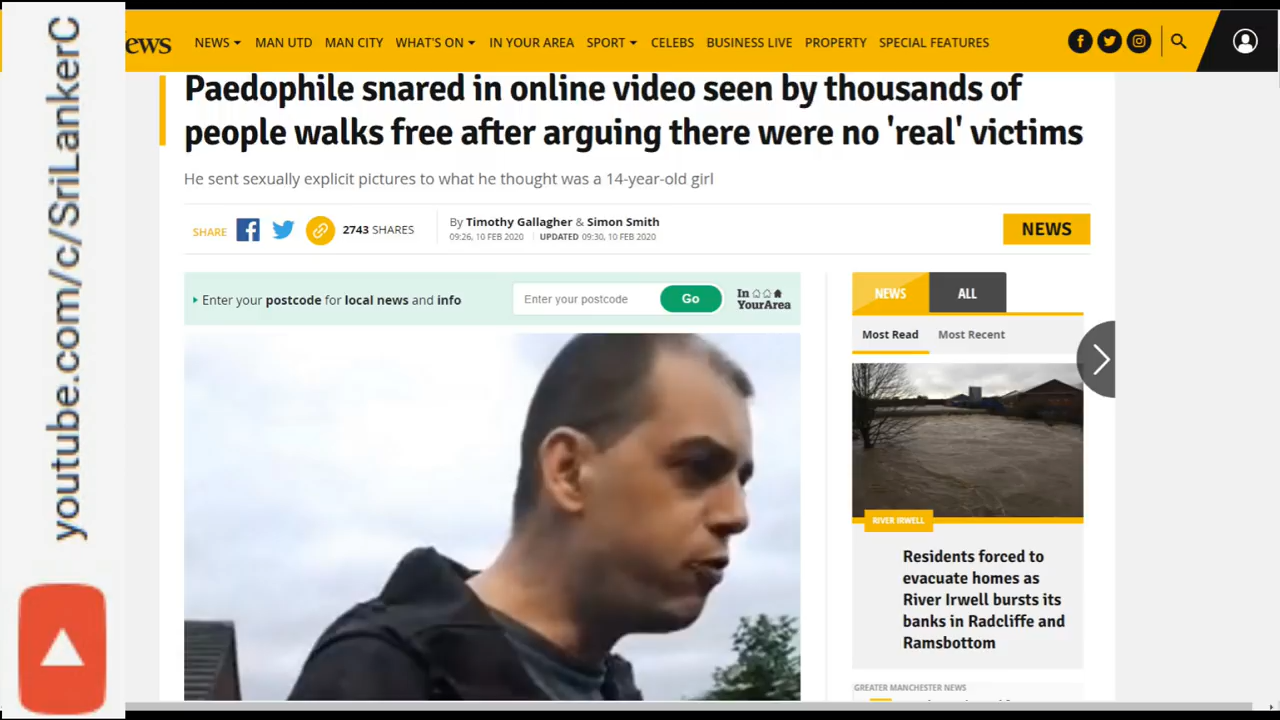 youtube.com/c/SriLankerC
ews
NEWS MAN UTD MAN CITY WHAT'S ON IN YOUR AREA SPORT CELEBS BUSINESS LIVE PROPERTY SPECIAL FEATURES
Paedophile snared in online video seen by thousands of
people walks free after arguing there were no 'real' victims
He sent sexually explicit pictures to what he thought was a 14-year-old girl
SHARE 2743 SHARES
By Timothy Gallagher & Simon Smith
09:26, 10 FEB 2020 UPDATED 09:30, 10 FEB 2020
NEWS
Enter your postcode for local news and info
Enter your postcode Go
In
YourArea
NEWS ALL
Most Read Most Recent
RIVER IRWELL
Residents forced to
evacuate homes as
River Irwell bursts its
banks in Radcliffe and
Ramsbottom
GREATER MANCHESTER NEWS